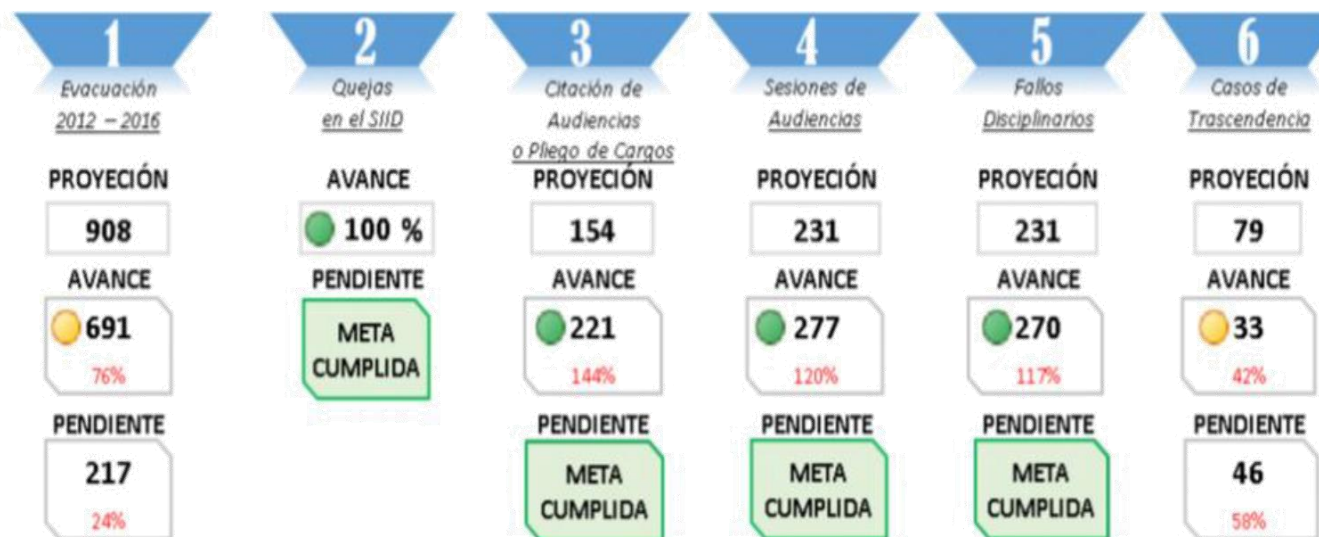 1
Evacuación
2012 – 2016
PROYECIÓN
908
AVANCE
691
76%
PENDIENTE
217
24%
2
Quejas
en el SIID
AVANCE
100 %
PENDIENTE
META
CUMPLIDA
3
Citación de
Audiencias
o Pliego de Cargos
PROYECIÓN
154
AVANCE
221
144%
PENDIENTE
META
CUMPLIDA
4
Sesiones de
Audiencias
PROYECIÓN
231
AVANCE
277
120%
PENDIENTE
META
CUMPLIDA
5
Fallos
Disciplinarios
PROYECIÓN
231
AVANCE
270
117%
PENDIENTE
META
CUMPLIDA
6
Casos de
Trascendencia
PROYECIÓN
79
AVANCE
33
42%
PENDIENTE
46
58%